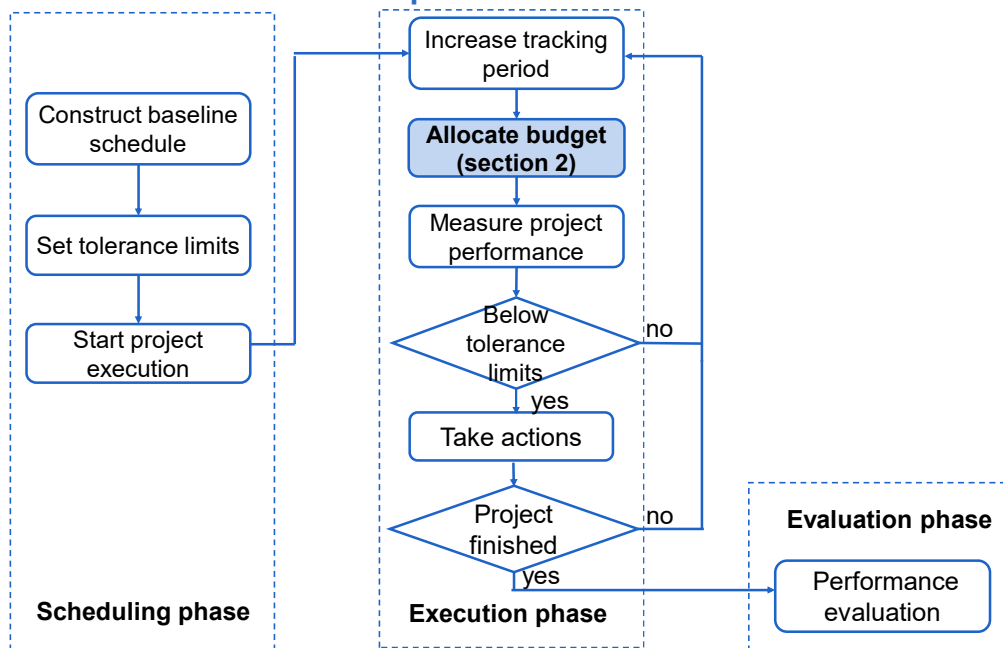 Construct baseline
schedule
Set tolerance limits
Start project
execution
Scheduling phase
Increase tracking
period
Allocate budget
(section 2)
Measure project
performance
Below
tolerance
limits
no
yes
Take actions
Project
finished
no
yes
Execution phase
Evaluation phase
Performance
evaluation